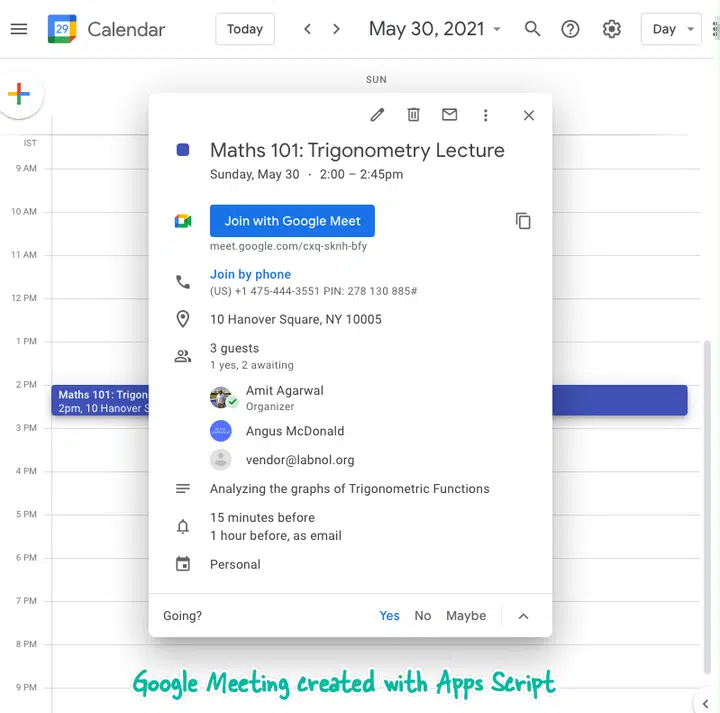 29 Calendar Today May 30, 2021 Day
SUN
IST
9 AM
10 AM
11 AM
12 PM
1 PM
2 PM
3 PM
4 PM
5 PM
6 PM
7 PM
8 PM
9 PM
Maths 101: Trigon
2pm, 10 Hanover S
Maths 101: Trigonometry Lecture
Sunday, May 30 · 2:00 – 2:45pm
Join with Google Meet
meet.google.com/cxq-sknh-bfy
Join by phone
(US) +1 475-444-3551 PIN: 278 130 885#
10 Hanover Square, NY 10005
3 guests
1 yes, 2 awaiting
Amit Agarwal
Organizer
Angus McDonald
vendor@labnol.org
Analyzing the graphs of Trigonometric Functions
15 minutes before
1 hour before, as email
Personal
Going? Yes No Maybe
Google Meeting created with Apps Script